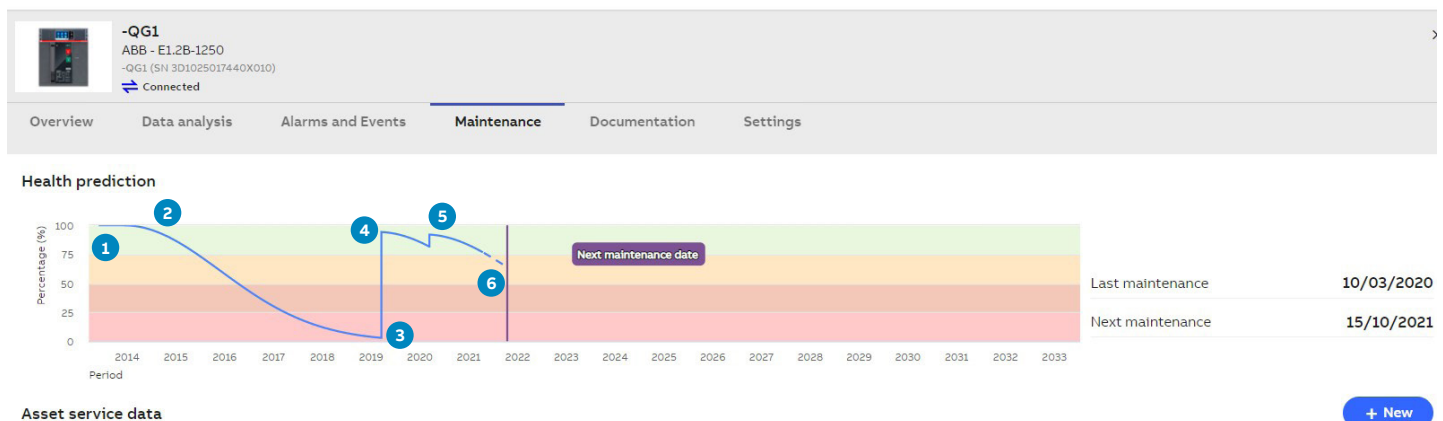 -QG1
ABB - E1.2B-1250
-QG1 (SN 3D1025017440X010)
Connected
Overview Data analysis Alarms and Events Maintenance Documentation Settings
Health prediction
Percentage (%)
100
75
50
25
0
1
2
3
4
5
6
Next maintenance date
2014 2015 2016 2017 2018 2019 2020 2021 2022 2023 2024 2025 2026 2027 2028 2029 2030 2031 2032 2033
Period
Last maintenance 10/03/2020
Next maintenance 15/10/2021
Asset service data
+ New